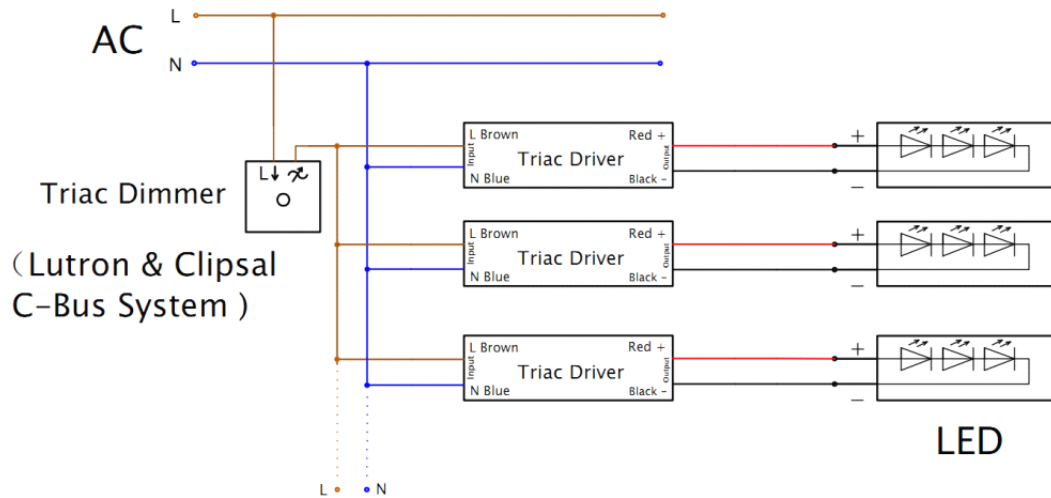 L
AC
N
L Brown
Red +
Input
Triac Driver
Output
N Blue
Black -
+
−
L
Triac Dimmer
L Brown
Red +
Input
Triac Driver
Output
N Blue
Black -
+
−
（Lutron & Clipsal
C-Bus System )
L Brown
Red +
Input
Triac Driver
Output
N Blue
Black -
+
−
LED
L
N